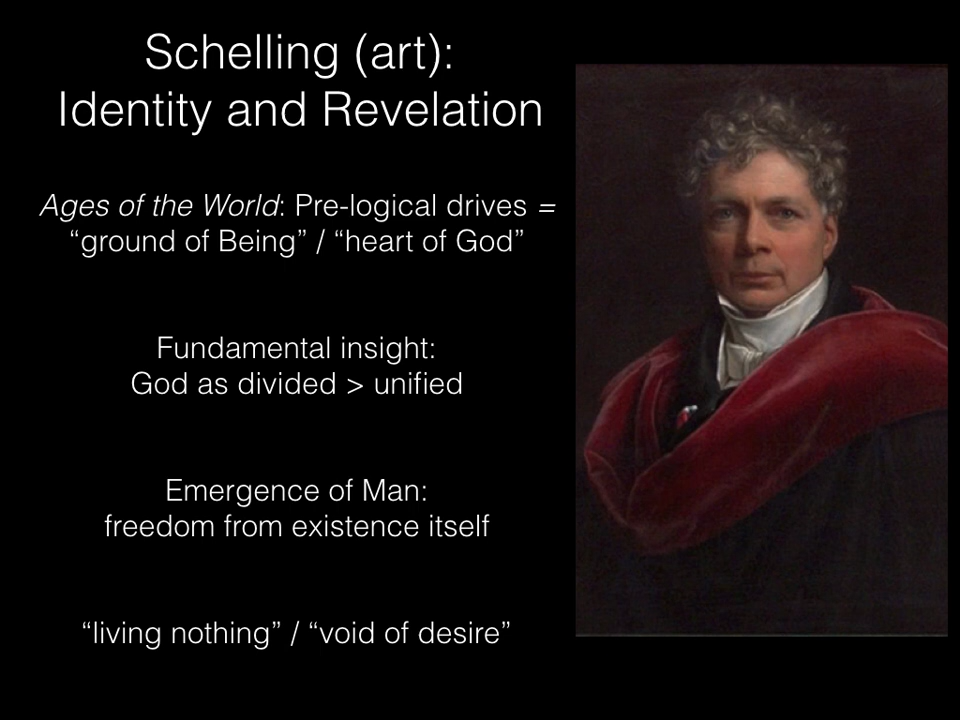 Schelling (art):
Identity and Revelation
Ages of the World: Pre-logical drives =
“ground of Being” / “heart of God”
Fundamental insight:
God as divided > unified
Emergence of Man:
freedom from existence itself
“living nothing” / “void of desire”